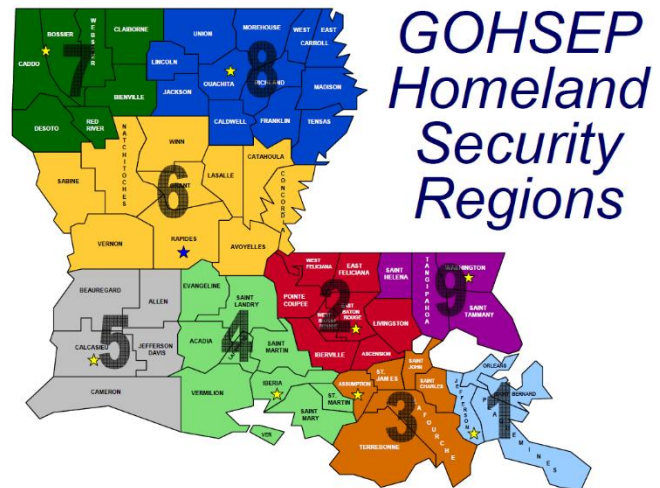 GOHSEP
Homeland
Security
Regions
7
BOSSIER
WEBSTER
CLAIBORNE
CADDO
BIENVILLE
DESOTO
RED
RIVER
8
UNION
MOREHOUSE
WEST
CARROLL
EAST
LINCOLN
OUACHITA
RICHLAND
MADISON
JACKSON
CALDWELL
FRANKLIN
TENSAS
6
NATCHITOCHES
WINN
SABINE
GRANT
LASALLE
CATAHOULA
CONCORDIA
VERNON
RAPIDES
AVOYELLES
5
BEAUREGARD
ALLEN
CALCASIEU
JEFFERSON
DAVIS
CAMERON
4
EVANGELINE
SAINT
LANDRY
ACADIA
SAINT
MARTIN
VERMILION
IBERIA
ST.
MARTIN
SAINT
MARY
VER
2
WEST
FELICIANA
EAST
FELICIANA
POINTE
COUPEE
EAST
BATON
ROUGE
WEST
LIVINGSTON
IBERVILLE
ASCENSION
9
SAINT
HELENA
TANGIPAHOA
WASHINGTON
SAINT
TAMMANY
3
ASSUMPTION
ST.
JAMES
SAINT
JOHN
SAINT
CHARLES
LAFOURCHE
TERREBONNE
1
ORLEANS
JEFFERSON
SAINT BERNARD
PLAQUEMINES